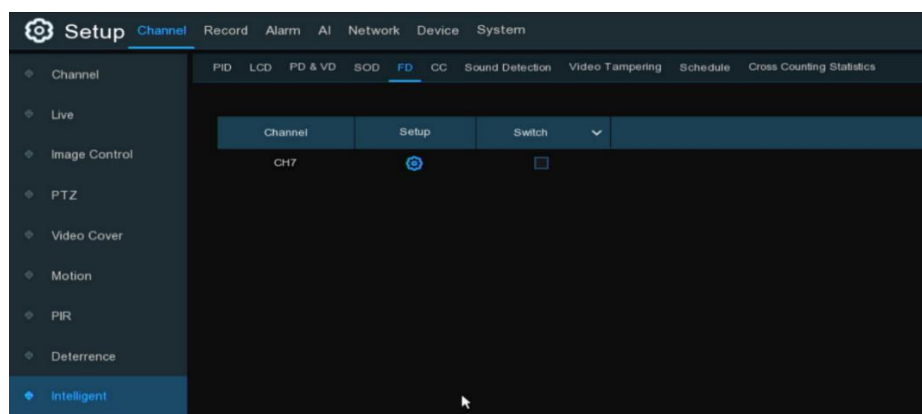 Setup Channel Record Alarm AI Network Device System
PID LCD PD & VD SOD FD CC Sound Detection Video Tampering Schedule Cross Counting Statistics
Channel
Live
Image Control
PTZ
Video Cover
Motion
PIR
Deterrence
Intelligent
Channel Setup Switch
CH7